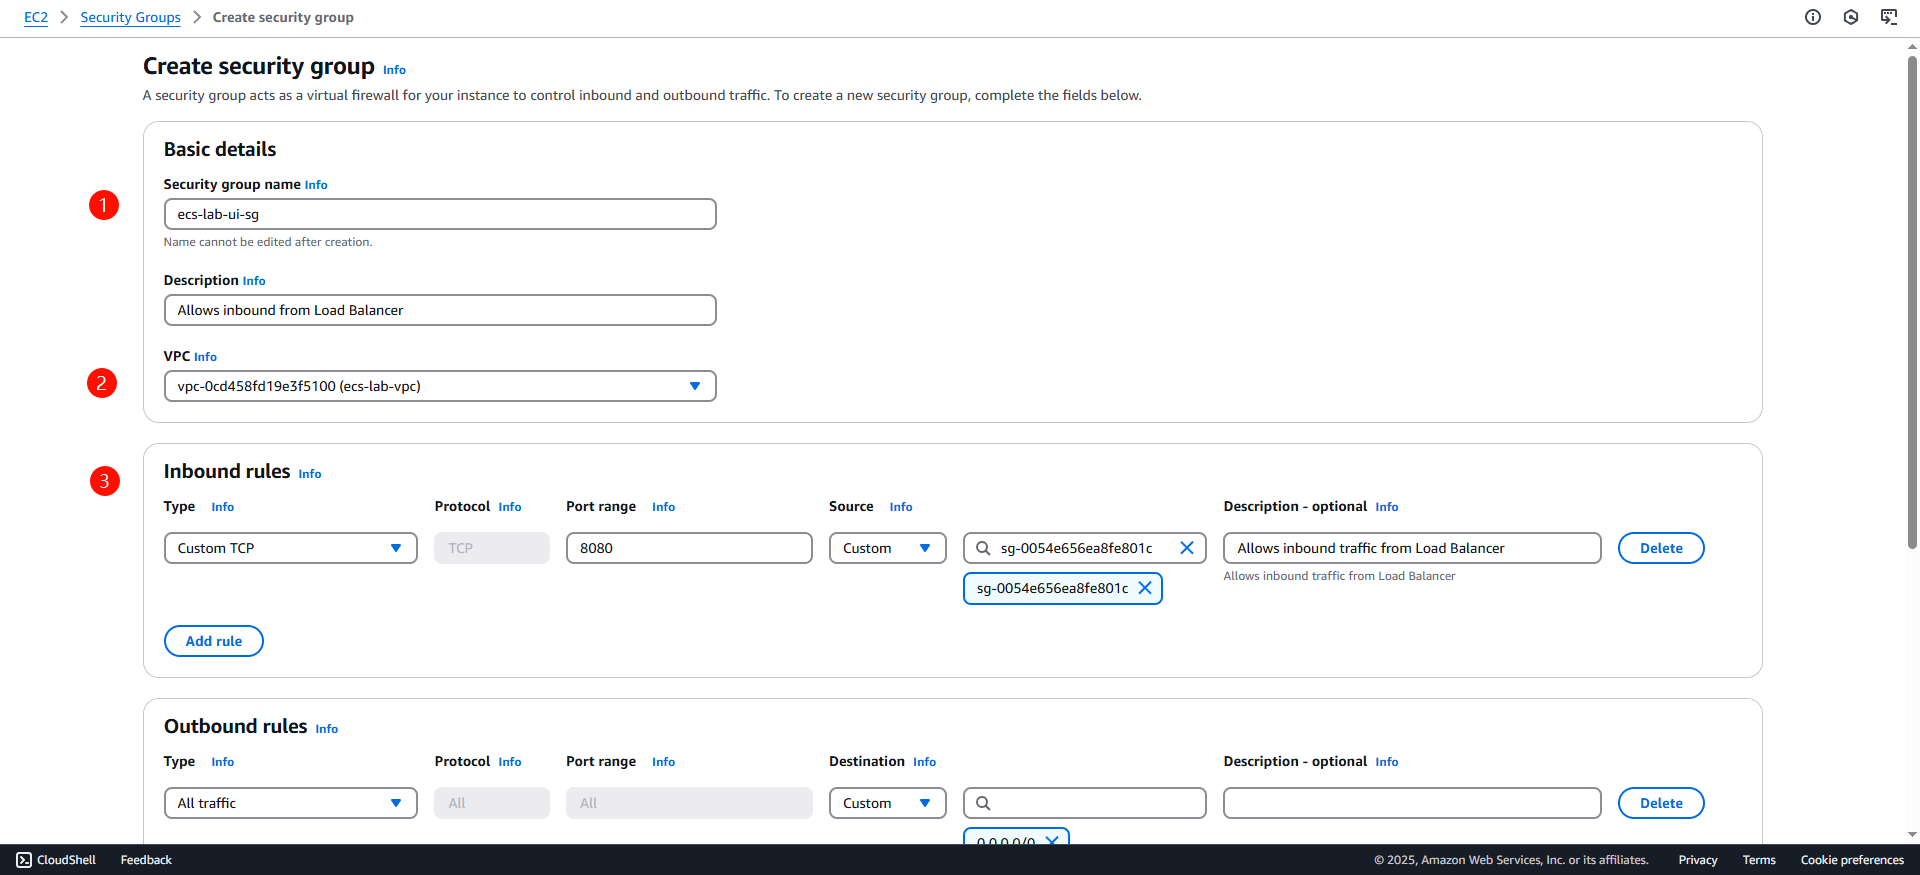 EC2 > Security Groups > Create security group
Create security group Info
A security group acts as a virtual firewall for your instance to control inbound and outbound traffic. To create a new security group, complete the fields below.
Basic details
Security group name Info
1
ecs-lab-ui-sg
Name cannot be edited after creation.
Description Info
Allows inbound from Load Balancer
VPC Info
2
vpc-0cd458fd19e3f5100 (ecs-lab-vpc)
3
Inbound rules Info
Type Info Protocol Info Port range Info Source Info Description - optional Info
Custom TCP TCP 8080 Custom sg-0054e656ea8fe801c Allows inbound traffic from Load Balancer Delete
Allows inbound traffic from Load Balancer
sg-0054e656ea8fe801c
Add rule
Outbound rules Info
Type Info Protocol Info Port range Info Destination Info Description - optional Info
All traffic All All Custom Delete
0.0.0.0/0
CloudShell Feedback © 2025, Amazon Web Services, Inc. or its affiliates. Privacy Terms Cookie preferences